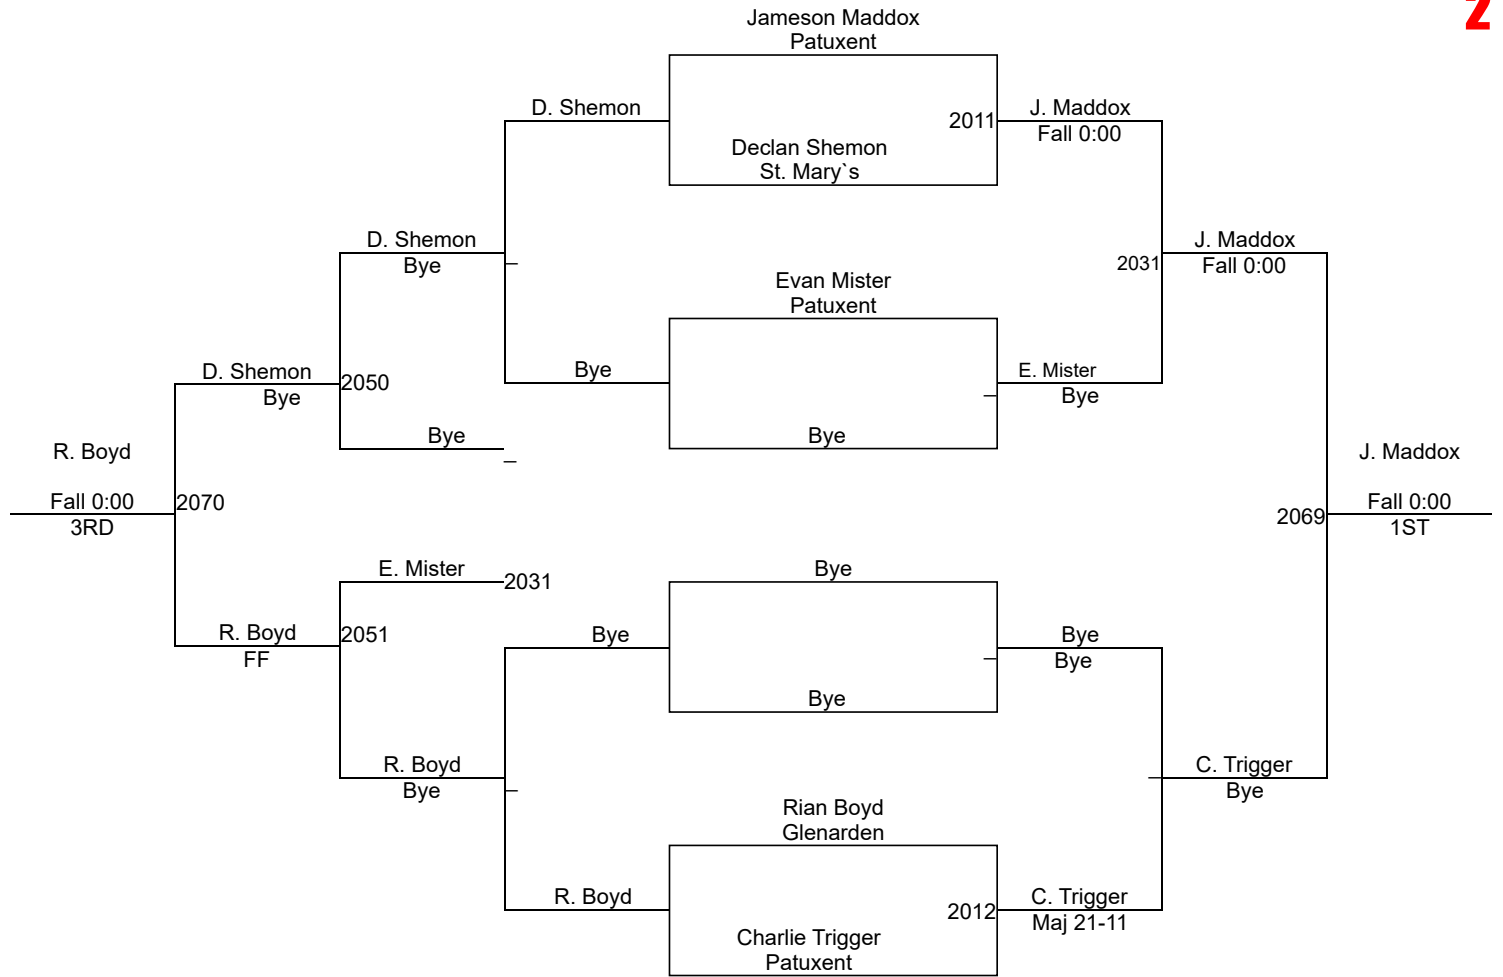 2
Jameson Maddox
Patuxent
D. Shemon
2011
J. Maddox
Fall 0:00
Declan Shemon
St. Mary`s
D. Shemon
Bye
2031
J. Maddox
Fall 0:00
Evan Mister
Patuxent
D. Shemon
Bye
2050
Bye
E. Mister
Bye
Bye
Bye
R. Boyd
Fall 0:00
3RD
2070
2069
J. Maddox
Fall 0:00
1ST
E. Mister
2031
Bye
R. Boyd
FF
2051
Bye
Bye
Bye
Bye
R. Boyd
Bye
C. Trigger
Bye
Rian Boyd
Glenarden
R. Boyd
2012
C. Trigger
Maj 21-11
Charlie Trigger
Patuxent